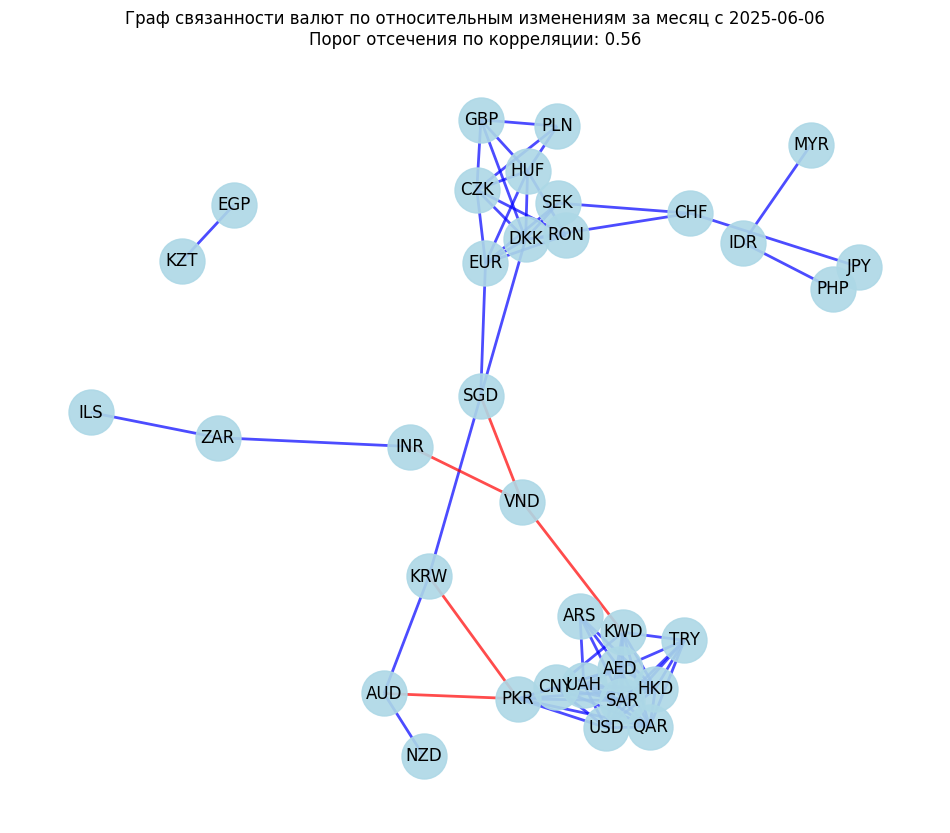 Граф связанности валют по относительным изменениям за месяц с 2025-06-06
Порог отсечения по корреляции: 0.56
GBP
PLN
MYR
HUF
CZK
SEK
EGP
CHF
DKK
RON
IDR
KZT
EUR
JPY
PHP
SGD
ILS
ZAR
INR
VND
KRW
ARS
KWD
TRY
AED
CNY
UAH
HKD
AUD
PKR
SAR
USD
QAR
NZD